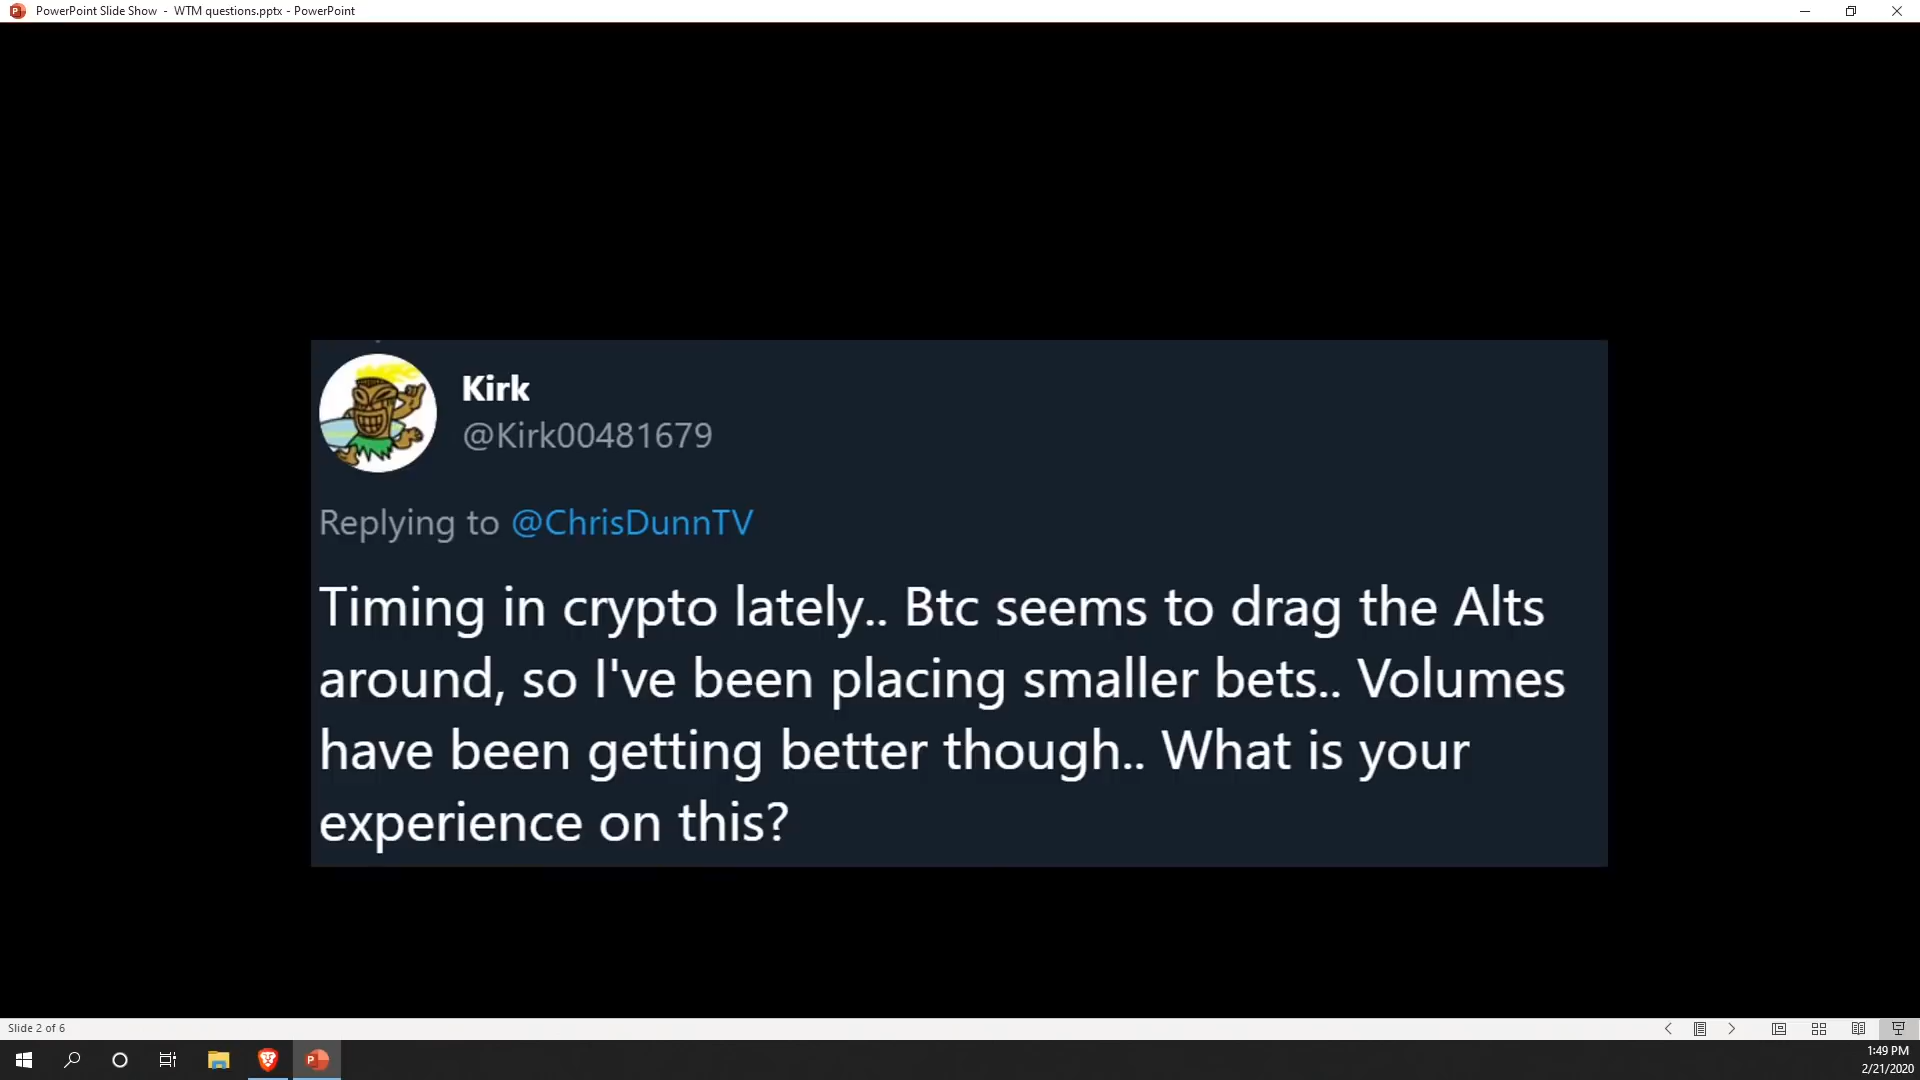 PowerPoint Slide Show - WTM questions.pptx - PowerPoint
Kirk
@Kirk00481679
Replying to @ChrisDunnTV
Timing in crypto lately.. Btc seems to drag the Alts
around, so I've been placing smaller bets.. Volumes
have been getting better though.. What is your
experience on this?
Slide 2 of 6
1:49 PM
2/21/2020